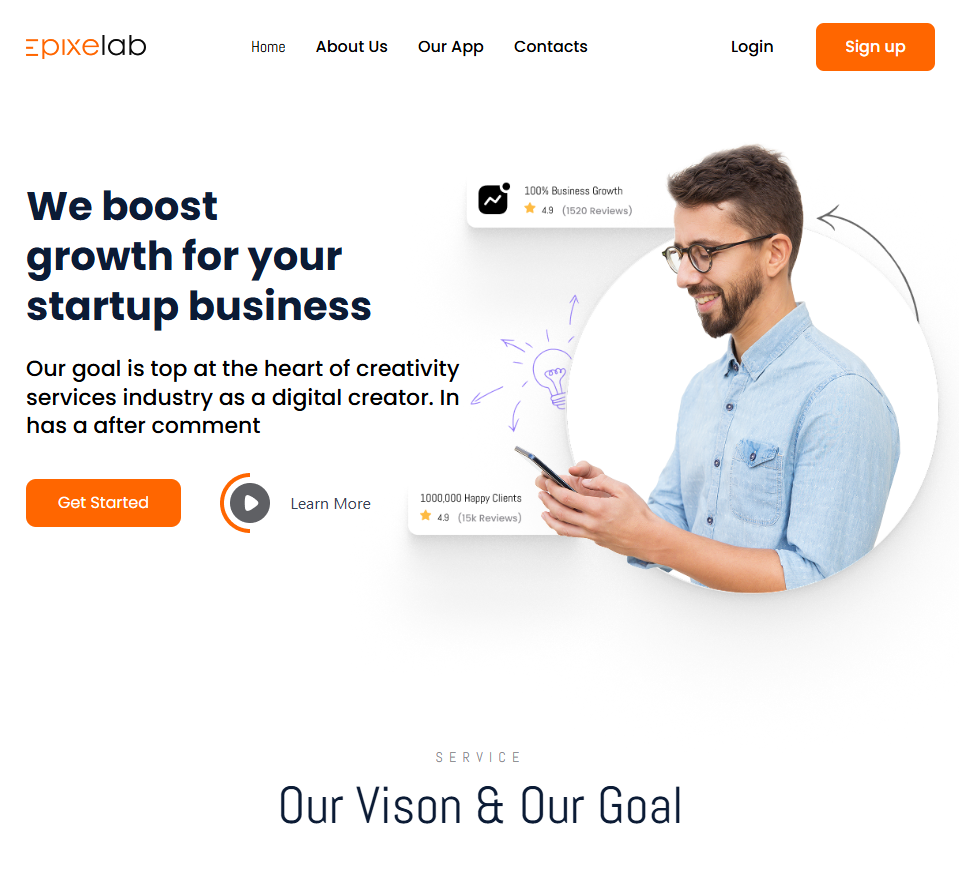 Epixelab
Home About Us Our App Contacts Login Sign up
We boost
growth for your
startup business
Our goal is top at the heart of creativity
services industry as a digital creator. In
has a after comment
Get Started Learn More
100% Business Growth
4.9 (1520 Reviews)
1000,000 Happy Clients
4.9 (15k Reviews)
SERVICE
Our Vison & Our Goal